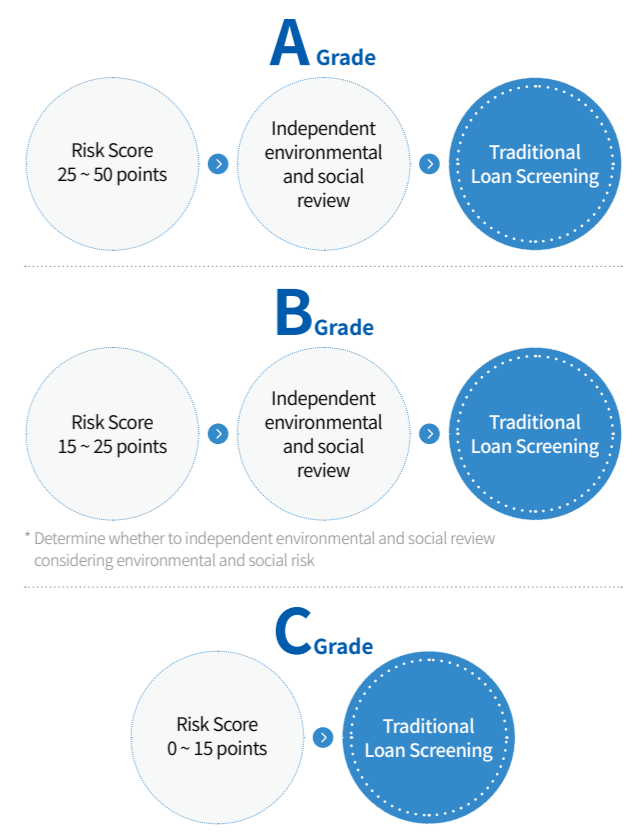 A Grade
Risk Score
25 ~ 50 points
Independent
environmental
and social
review
Traditional
Loan Screening
B Grade
Risk Score
15 ~ 25 points
Independent
environmental
and social
review
Traditional
Loan Screening
* Determine whether to independent environmental and social review
considering environmental and social risk
C Grade
Risk Score
0 ~ 15 points
Traditional
Loan Screening